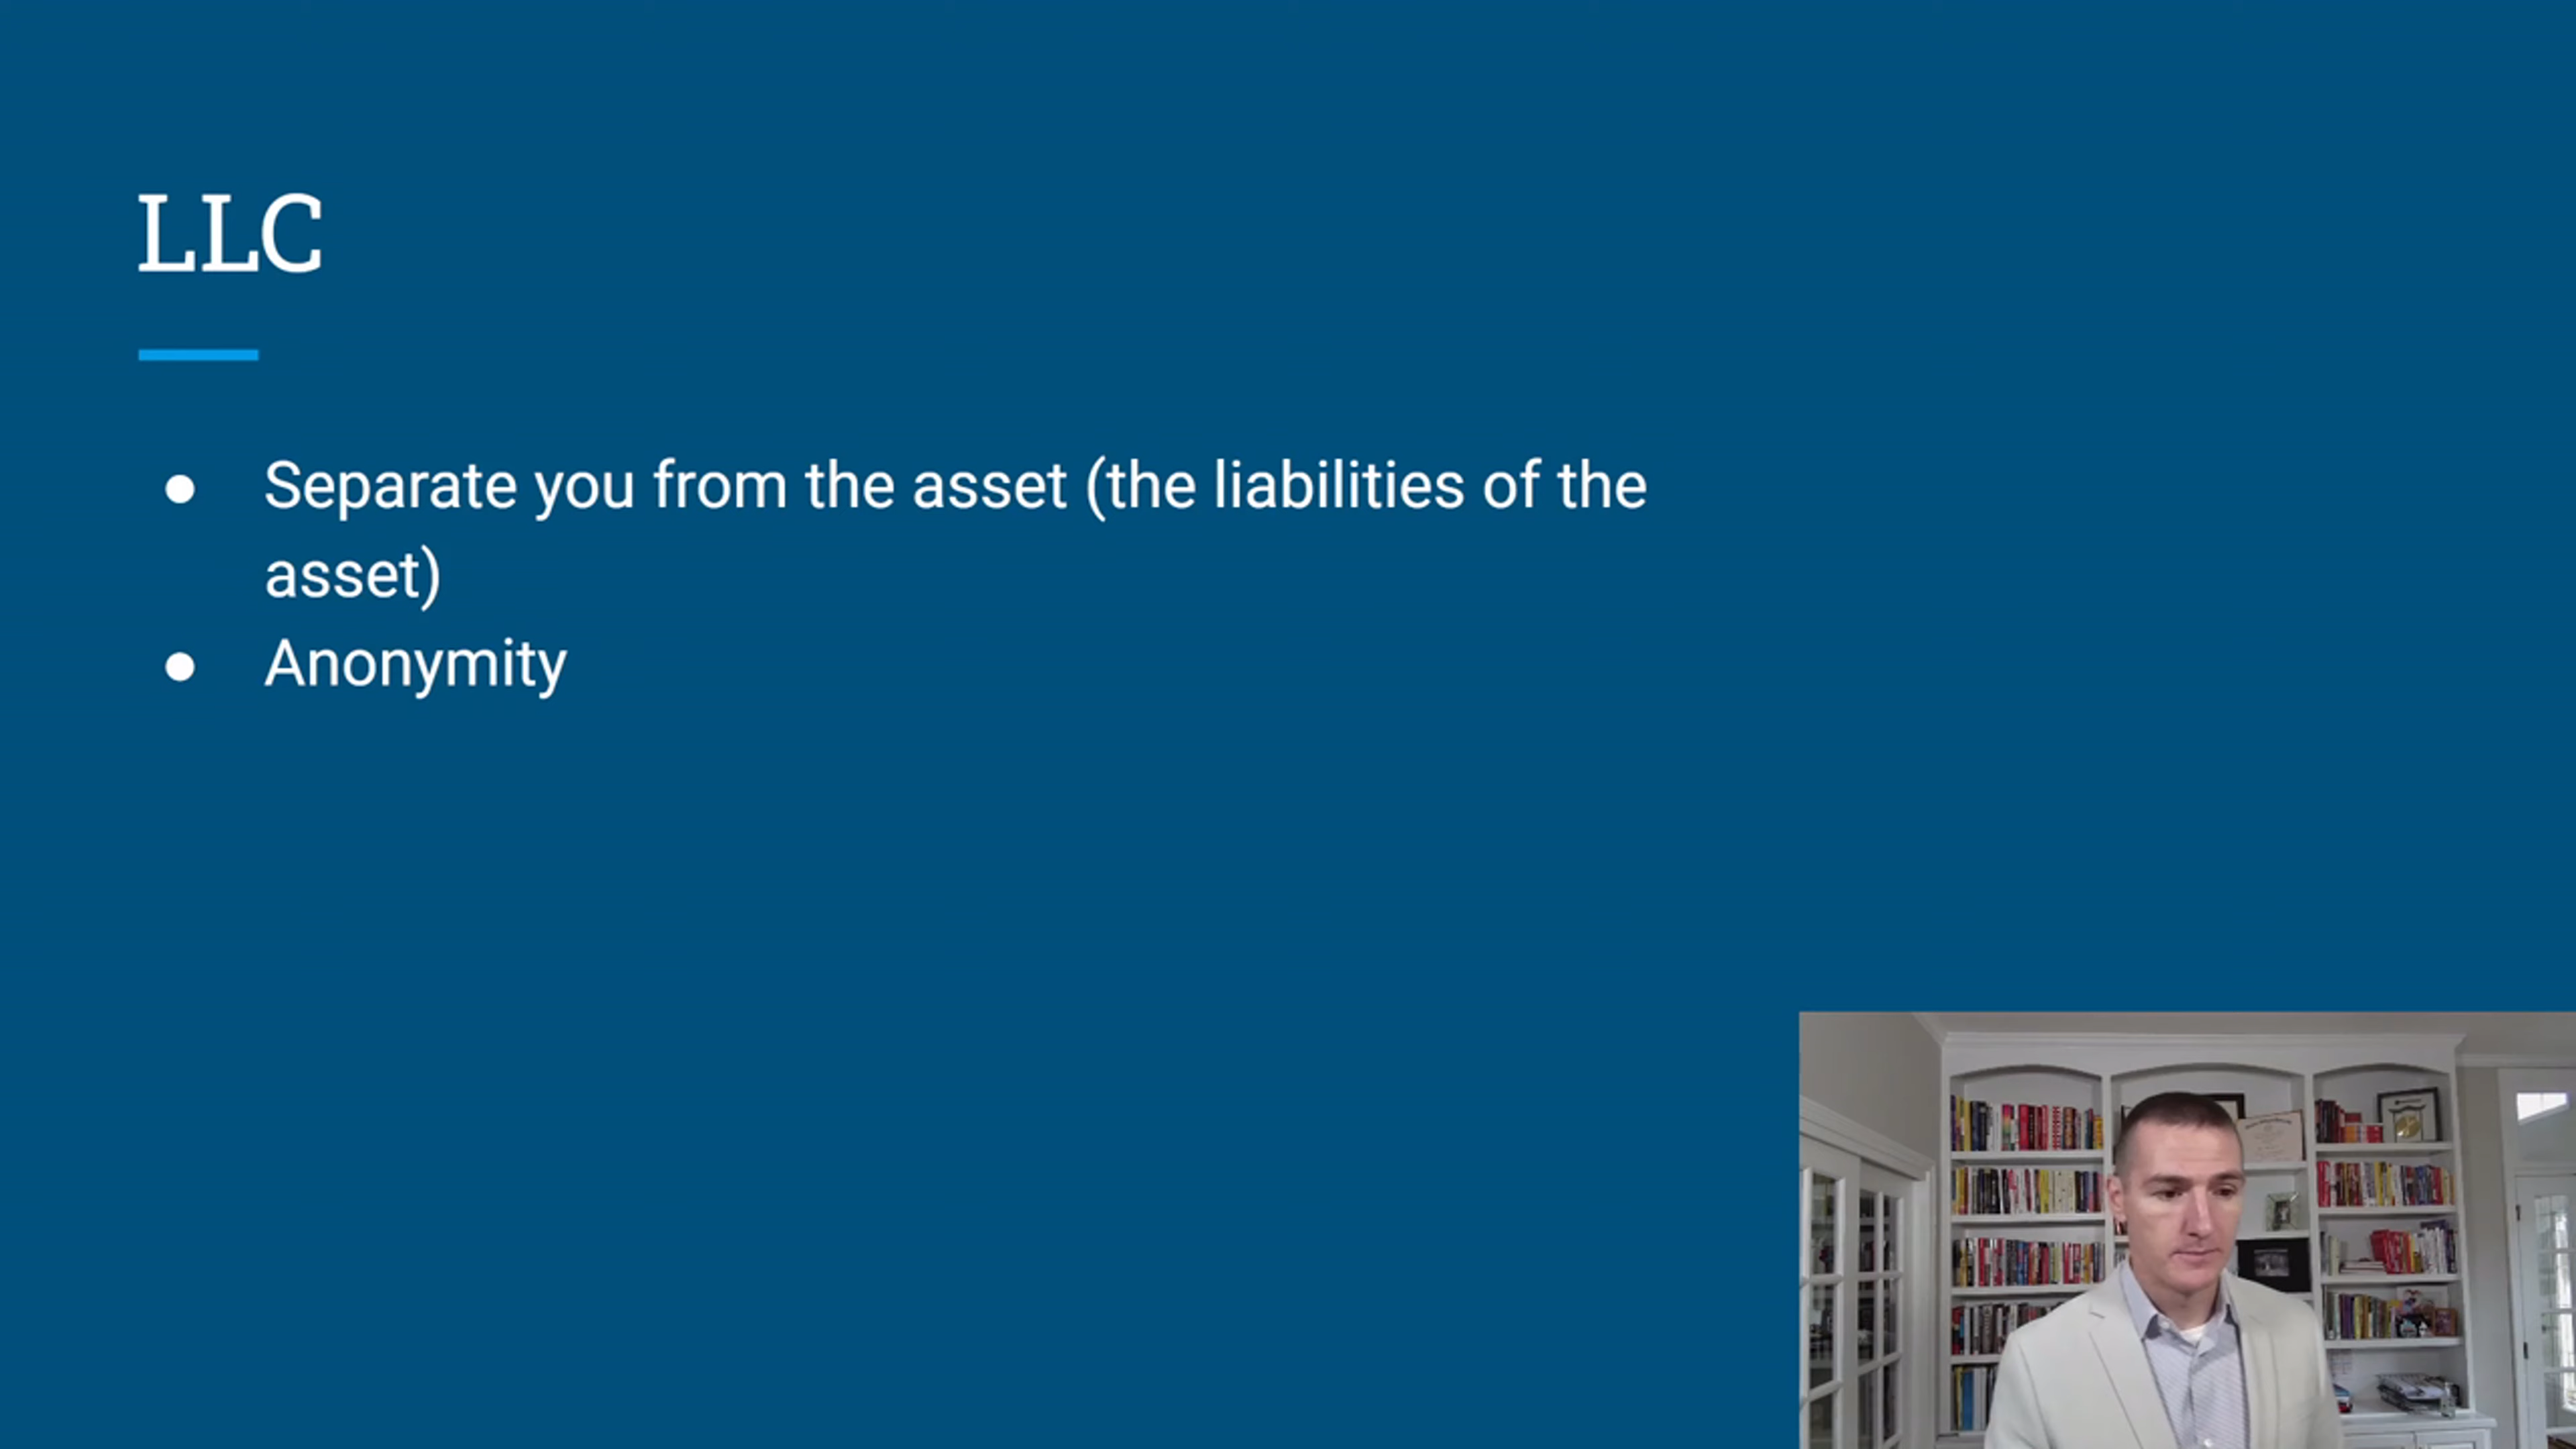 LLC
● Separate you from the asset (the liabilities of the
asset)
● Anonymity